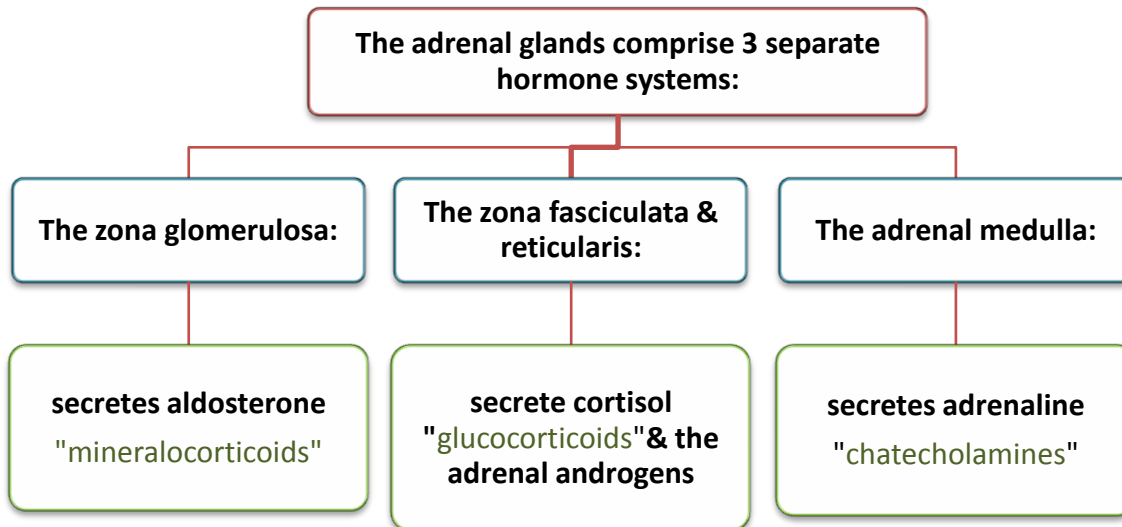 The adrenal glands comprise 3 separate
hormone systems:
The zona glomerulosa:
The zona fasciculata &
reticularis:
The adrenal medulla:
secretes aldosterone
"mineralocorticoids"
secrete cortisol
"glucocorticoids"& the
adrenal androgens
secretes adrenaline
"chatecholamines"